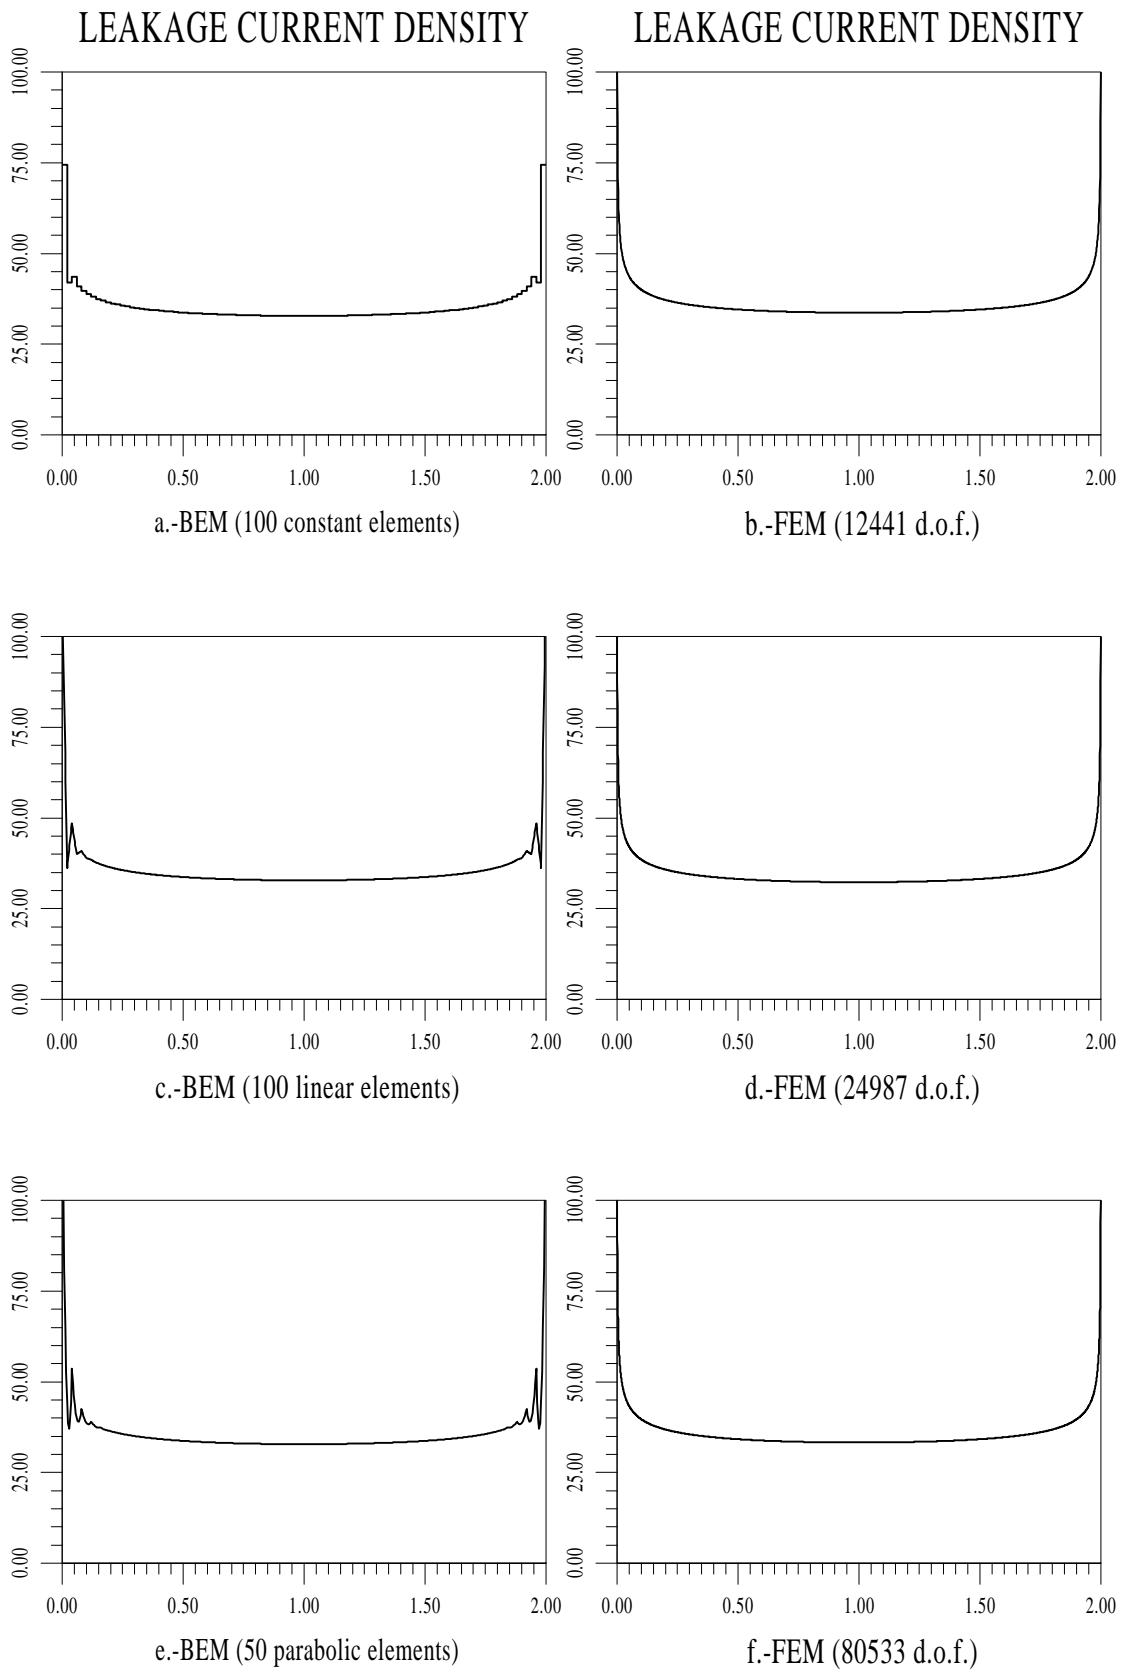 LEAKAGE CURRENT DENSITY
100.00
75.00
50.00
25.00
0.00
0.00 0.50 1.00 1.50 2.00
a.-BEM (100 constant elements)
LEAKAGE CURRENT DENSITY
100.00
75.00
50.00
25.00
0.00
0.00 0.50 1.00 1.50 2.00
b.-FEM (12441 d.o.f.)
100.00
75.00
50.00
25.00
0.00
0.00 0.50 1.00 1.50 2.00
c.-BEM (100 linear elements)
100.00
75.00
50.00
25.00
0.00
0.00 0.50 1.00 1.50 2.00
d.-FEM (24987 d.o.f.)
100.00
75.00
50.00
25.00
0.00
0.00 0.50 1.00 1.50 2.00
e.-BEM (50 parabolic elements)
100.00
75.00
50.00
25.00
0.00
0.00 0.50 1.00 1.50 2.00
f.-FEM (80533 d.o.f.)